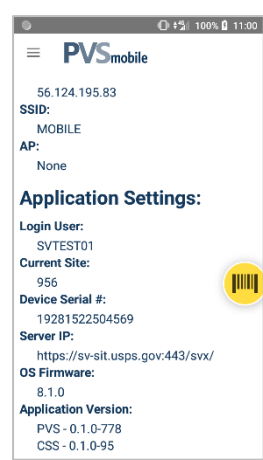 100% 11:00
PVSmobile
56.124.195.83
SSID:
MOBILE
AP:
None
Application Settings:
Login User:
SVTEST01
Current Site:
956
Device Serial #:
19281522504569
Server IP:
https://sv-sit.usps.gov:443/svx/
OS Firmware:
8.1.0
Application Version:
PVS - 0.1.0-778
CSS - 0.1.0-95